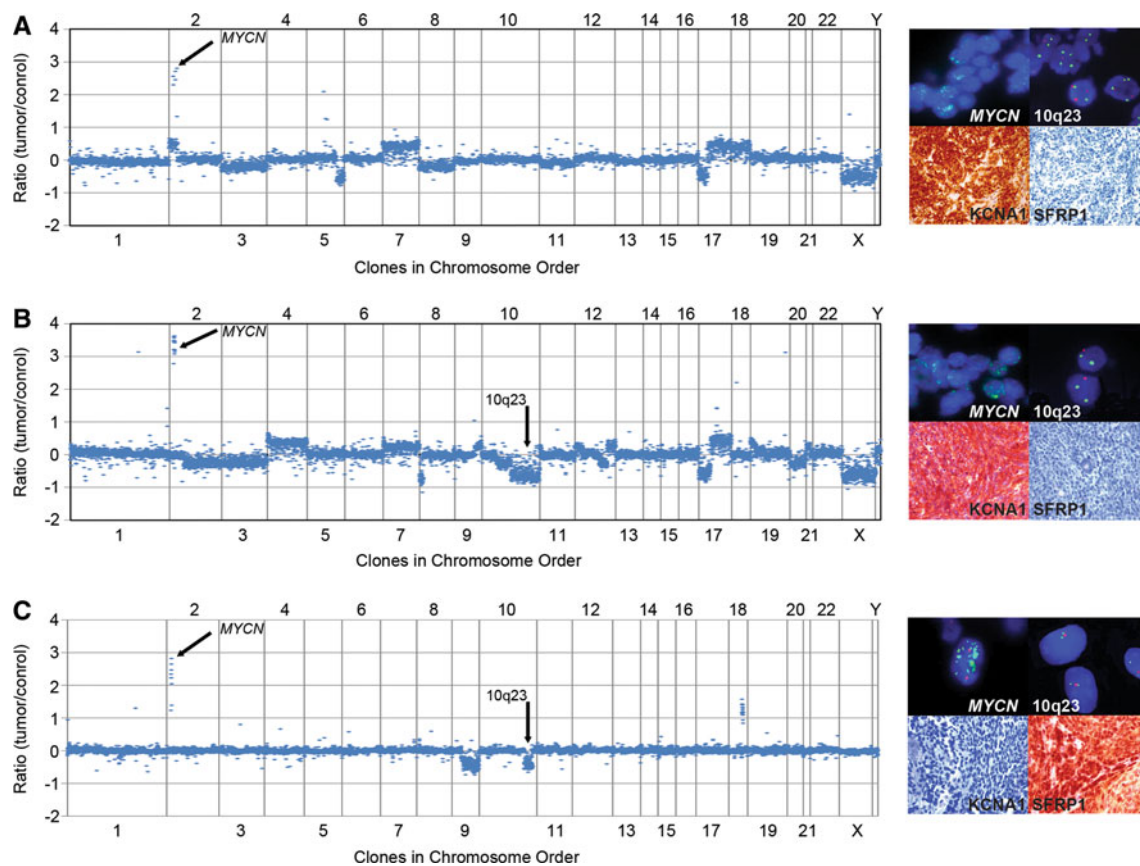 A
2 4 6 8 10 12 14 16 18 20 22 Y
Ratio (tumor/conrol)
4
3
2
1
0
-1
-2
MYCN
1 3 5 7 9 11 13 15 17 19 21 X
Clones in Chromosome Order
MYCN
10q23
KCNA1
SFRP1
B
2 4 6 8 10 12 14 16 18 20 22 Y
Ratio (tumor/conrol)
4
3
2
1
0
-1
-2
MYCN
10q23
1 3 5 7 9 11 13 15 17 19 21 X
Clones in Chromosome Order
MYCN
10q23
KCNA1
SFRP1
C
2 4 6 8 10 12 14 16 18 20 22 Y
Ratio (tumor/conrol)
4
3
2
1
0
-1
-2
MYCN
10q23
1 3 5 7 9 11 13 15 17 19 21 X
Clones in Chromosome Order
MYCN
10q23
KCNA1
SFRP1